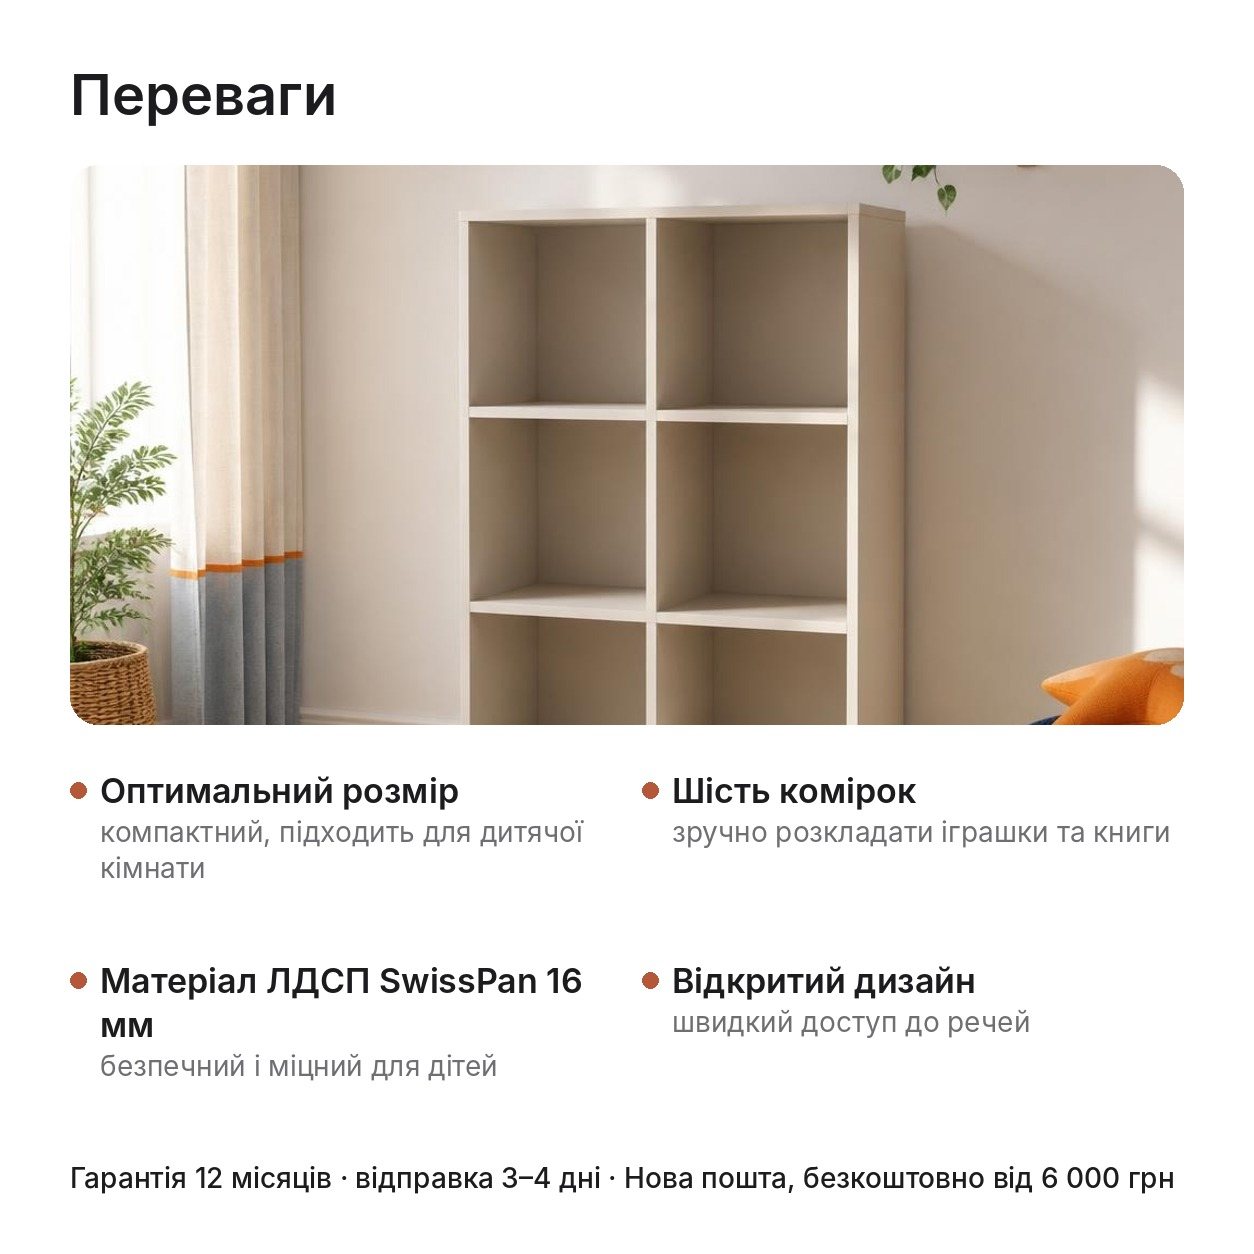 Переваги
Оптимальний розмір
компактний, підходить для дитячої
кімнати
Шість комірок
зручно розкладати іграшки та книги
Матеріал ЛДСП SwissPan 16
мм
безпечний і міцний для дітей
Відкритий дизайн
швидкий доступ до речей
Гарантія 12 місяців · відправка 3–4 дні · Нова пошта, безкоштовно від 6 000 грн